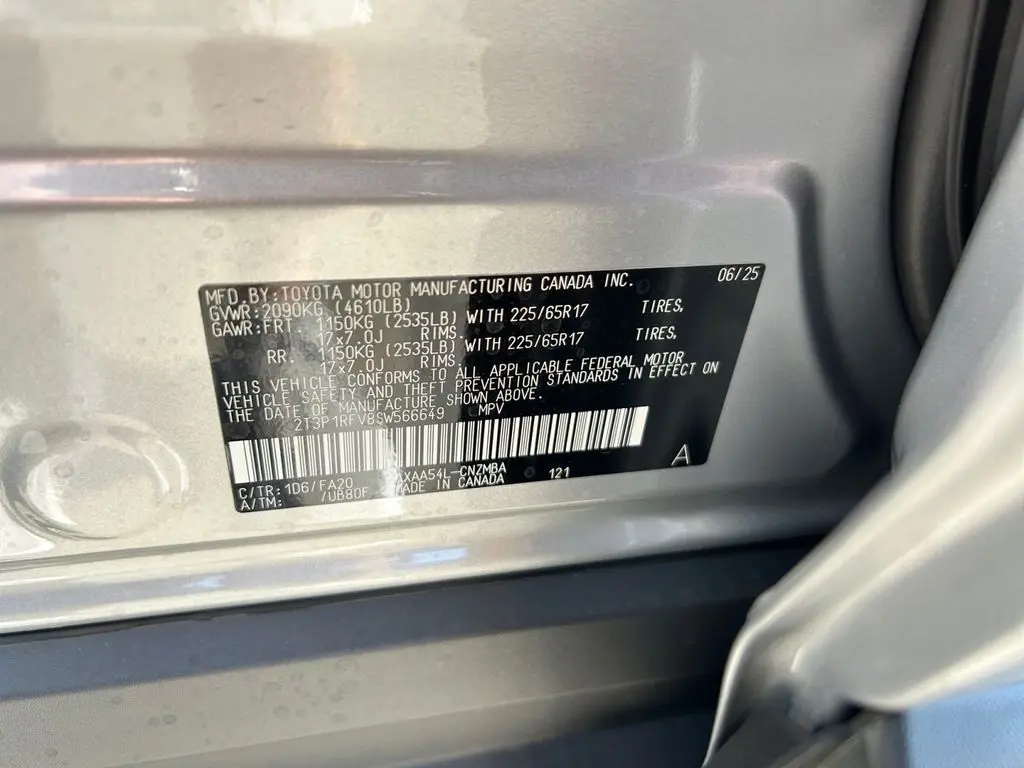 MFD.BY:TOYOTA MOTOR MANUFACTURING CANADA INC. 06/25
GVWR:2090KG (4610LB)
GAWR:FRT. 1150KG (2535LB) WITH 225/65R17 TIRES,
17x7.0J RIMS.
RR. 1150KG (2535LB) WITH 225/65R17 TIRES,
17x7.0J RIMS.
THIS VEHICLE CONFORMS TO ALL APPLICABLE FEDERAL MOTOR
VEHICLE SAFETY AND THEFT PREVENTION STANDARDS IN EFFECT ON
THE DATE OF MANUFACTURE SHOWN ABOVE.
2T3P1RFV8SW566649 MPV
C/TR: 1D6/FA20 AXAA54L-CNZMBA 121 A
A/TM: /UB80F MADE IN CANADA